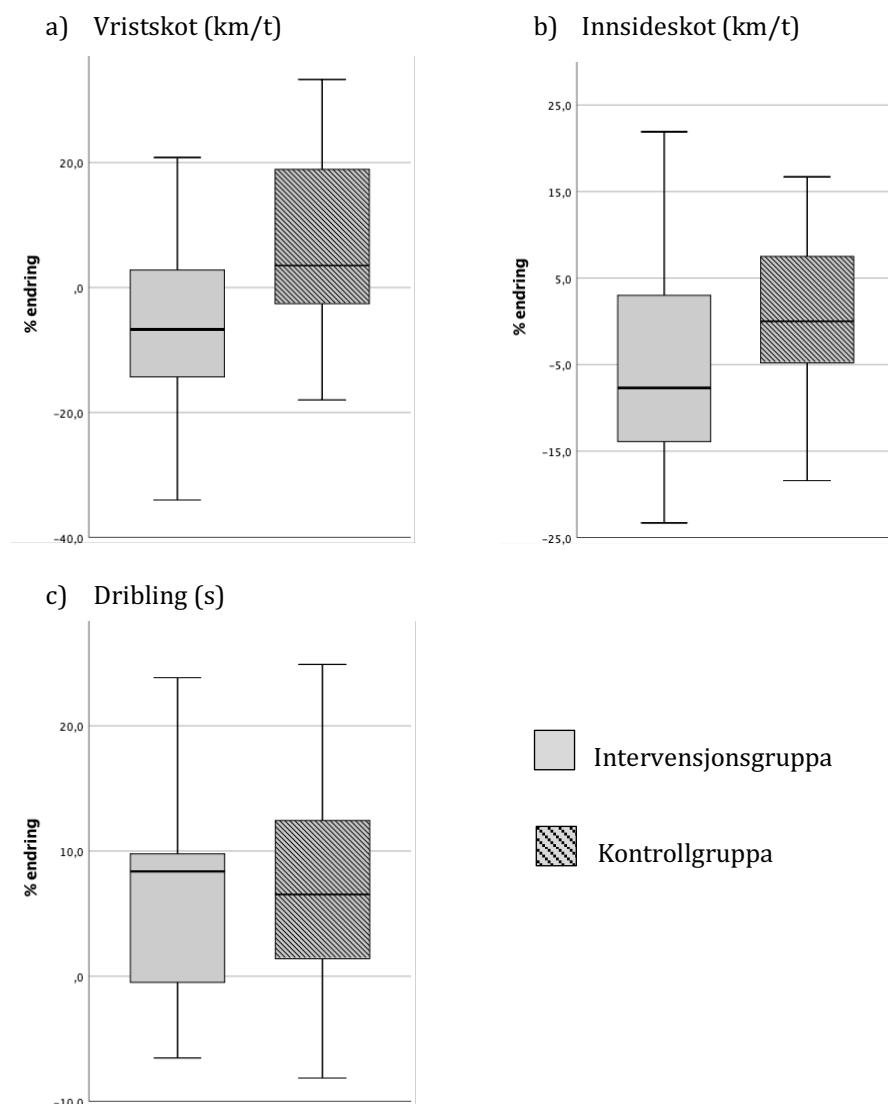 a) Vristskot (km/t)
20,0
,0
-20,0
-40,0
% endring
b) Innsideskot (km/t)
25,0
15,0
5,0
-5,0
-15,0
-25,0
% endring
c) Dribling (s)
20,0
10,0
,0
-10,0
% endring
Intervensjonsgruppa
Kontrollgruppa